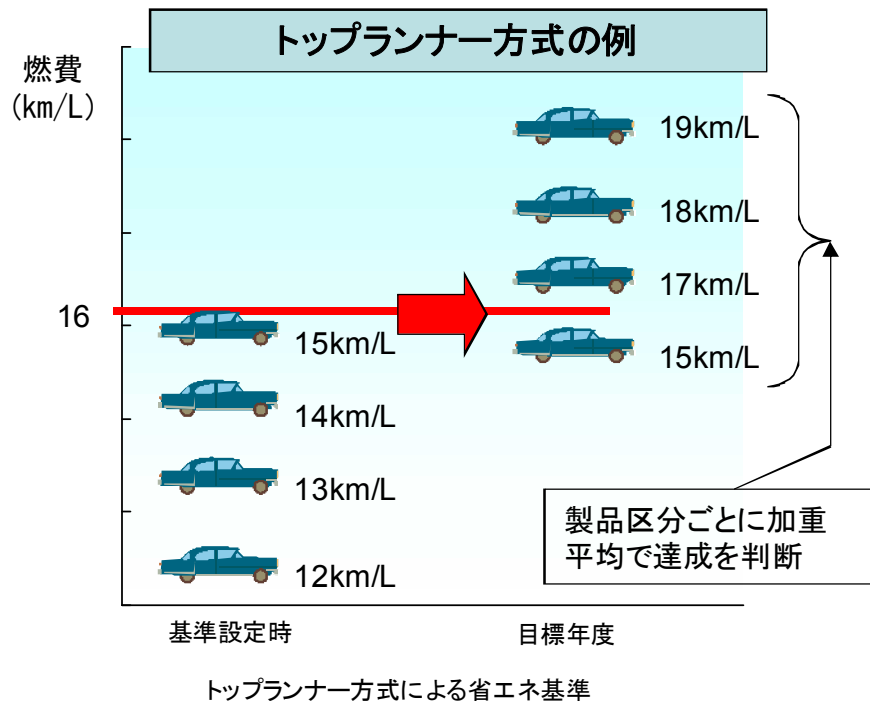 トップランナー方式の例
燃費
(km/L)
19km/L
18km/L
17km/L
16
15km/L
15km/L
14km/L
13km/L
12km/L
製品区分ごとに加重
平均で達成を判断
基準設定時
目標年度
トップランナー方式による省エネ基準